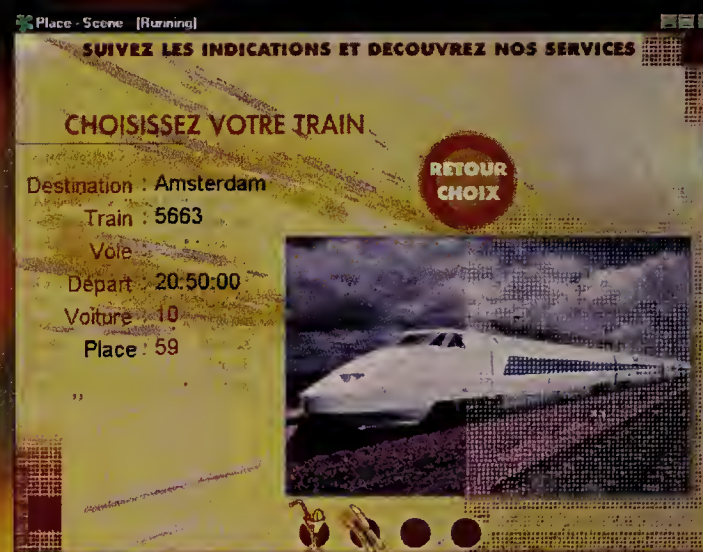 Place - Scene [Running]
SUIVEZ LES INDICATIONS ET DECOUVREZ NOS SERVICES
CHOISISSEZ VOTRE TRAIN
RETOUR CHOIX
Destination : Amsterdam
Train : 5663
Voie
Départ : 20:50:00
Voiture : 10
Place : 59